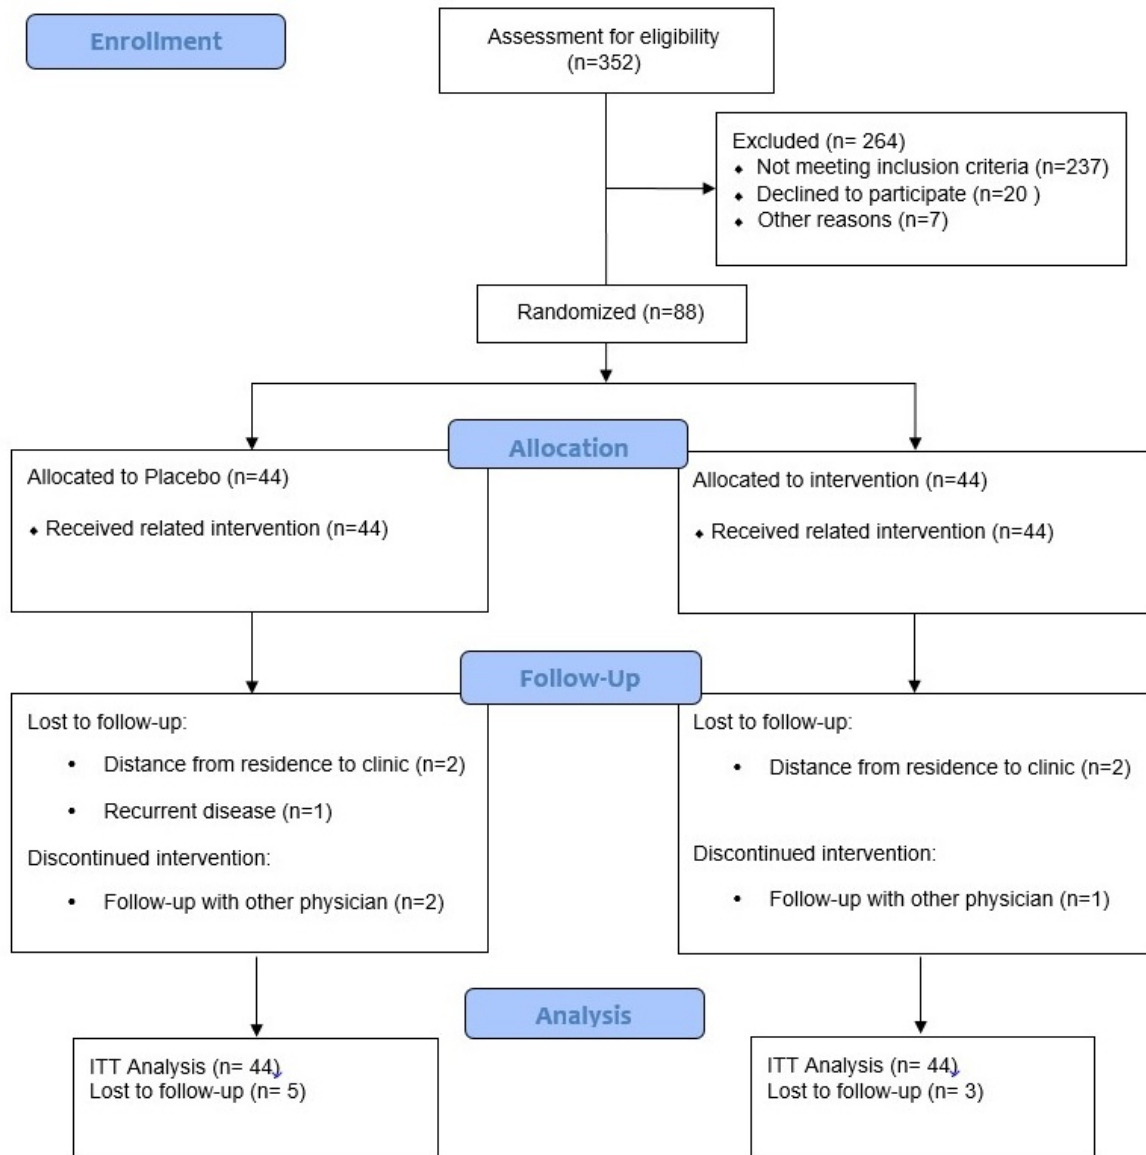 Enrollment
Assessment for eligibility
(n=352)
Excluded (n= 264)
⬥ Not meeting inclusion criteria (n=237)
⬥ Declined to participate (n=20 )
⬥ Other reasons (n=7)
Randomized (n=88)
Allocation
Allocated to Placebo (n=44)
⬥ Received related intervention (n=44)
Allocated to intervention (n=44)
⬥ Received related intervention (n=44)
Follow-Up
Lost to follow-up:
• Distance from residence to clinic (n=2)
• Recurrent disease (n=1)
Discontinued intervention:
• Follow-up with other physician (n=2)
Lost to follow-up:
• Distance from residence to clinic (n=2)
Discontinued intervention:
• Follow-up with other physician (n=1)
Analysis
ITT Analysis (n= 44)
Lost to follow-up (n= 5)
ITT Analysis (n= 44)
Lost to follow-up (n= 3)